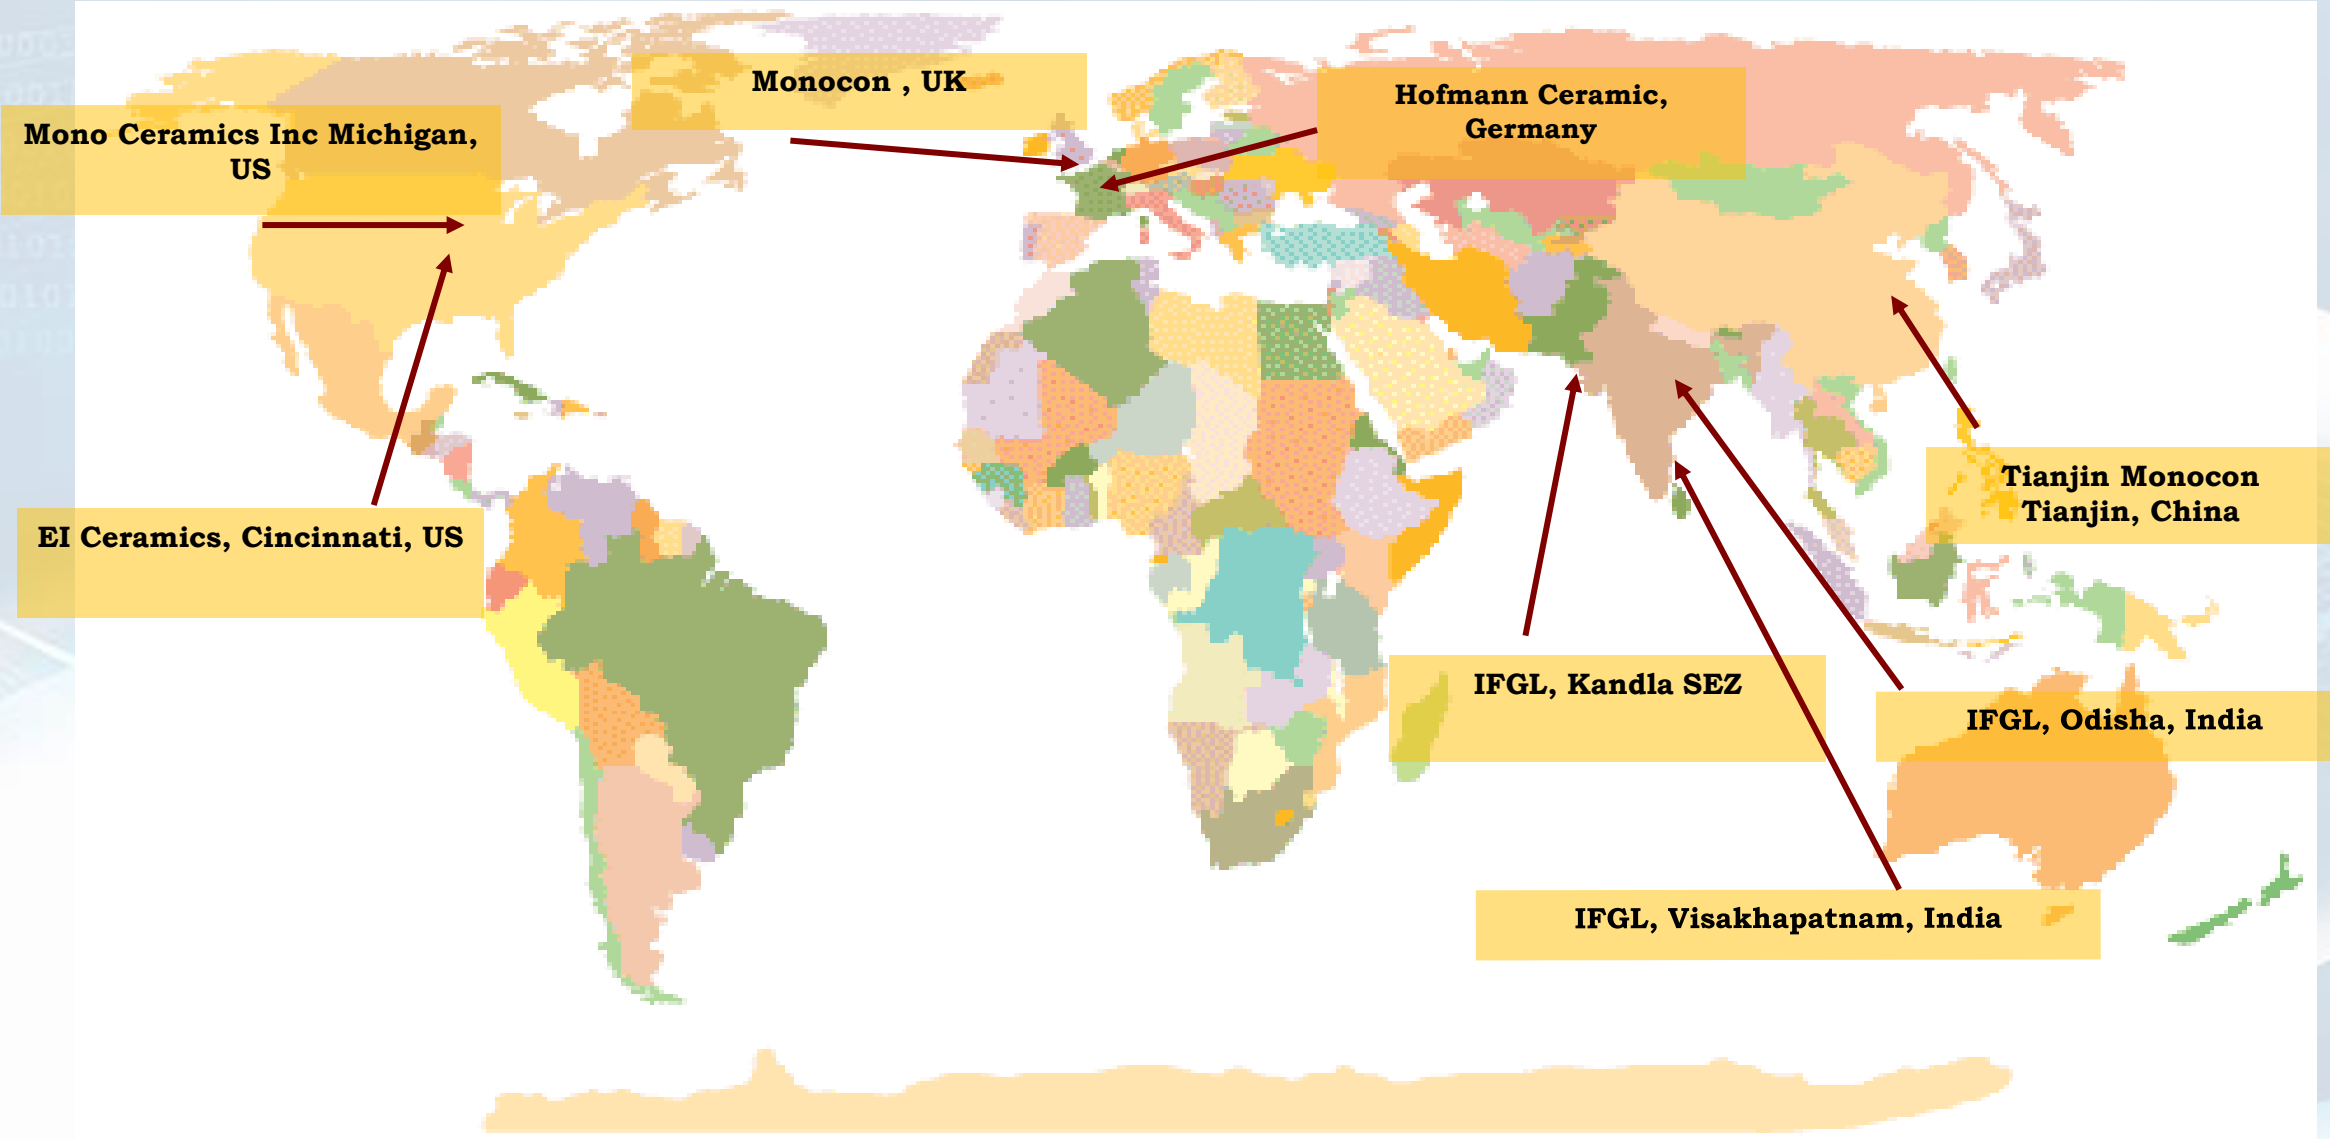 Monocon , UK
Hofmann Ceramic,
Germany
Mono Ceramics Inc Michigan,
US
Tianjin Monocon
Tianjin, China
EI Ceramics, Cincinnati, US
IFGL, Kandla SEZ
IFGL, Odisha, India
IFGL, Visakhapatnam, India